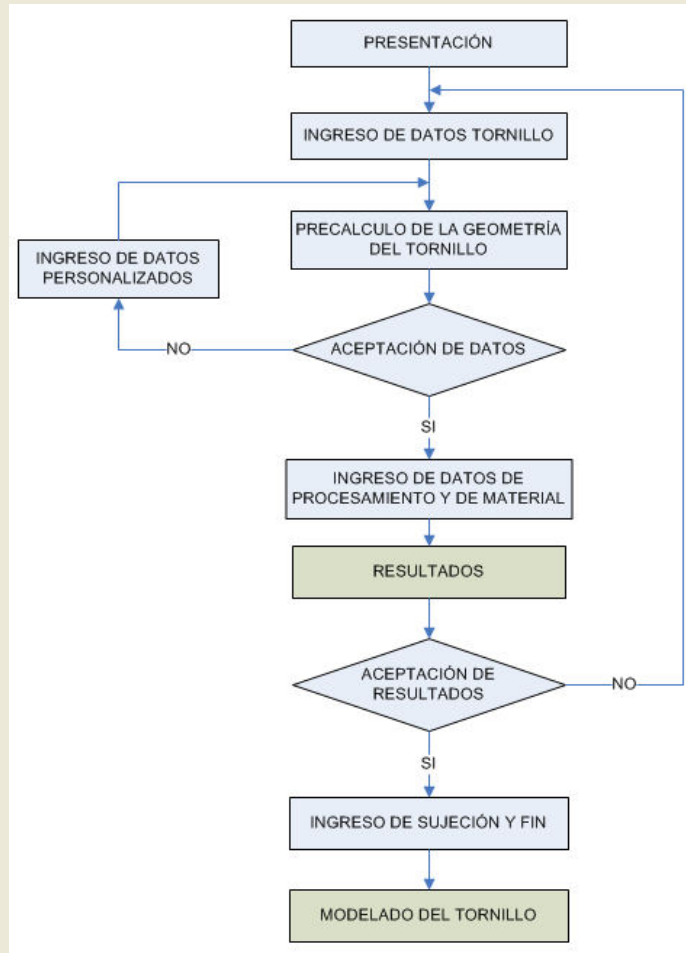 PRESENTACIÓN
INGRESO DE DATOS TORNILLO
PRECALCULO DE LA GEOMETRÍA
DEL TORNILLO
INGRESO DE DATOS
PERSONALIZADOS
ACEPTACIÓN DE DATOS
NO
SI
INGRESO DE DATOS DE
PROCESAMIENTO Y DE MATERIAL
RESULTADOS
ACEPTACIÓN DE
RESULTADOS
NO
SI
INGRESO DE SUJECIÓN Y FIN
MODELADO DEL TORNILLO